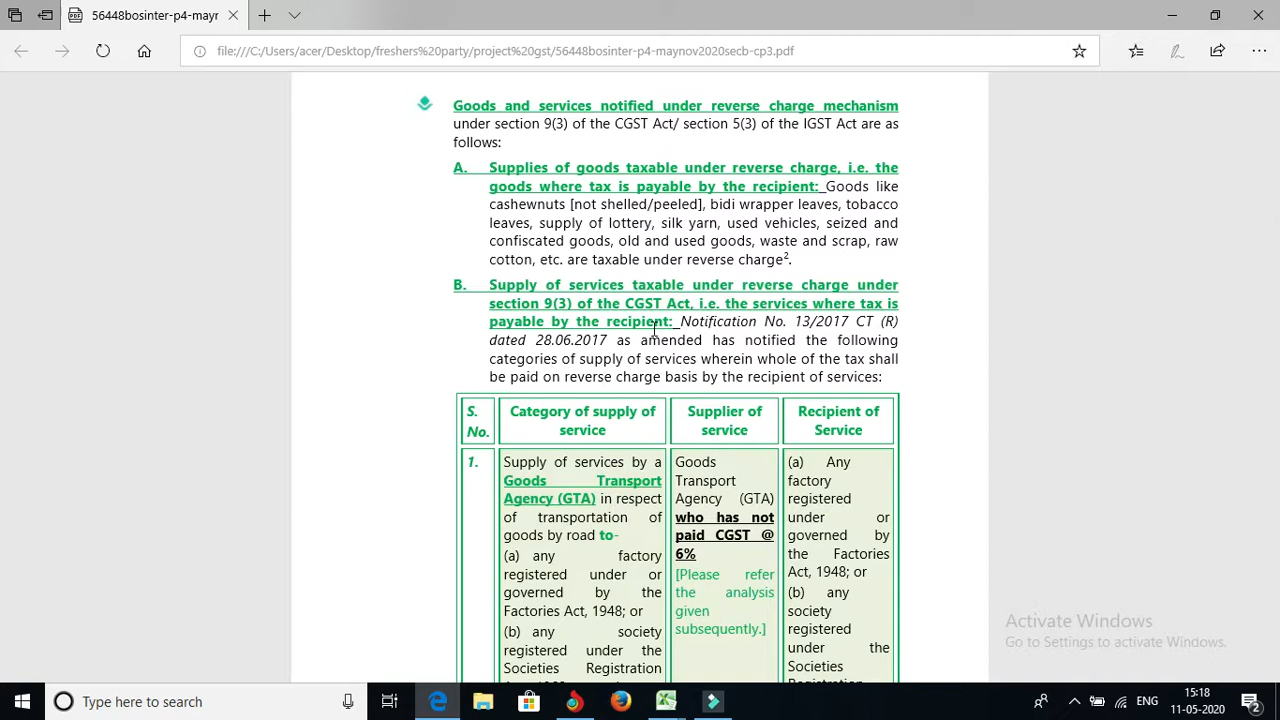 56448bosinter-p4-mayn
file:///C:/Users/acer/Desktop/freshers%20party/project%20gst/56448bosinter-p4-maynov2020secb-cp3.pdf
Goods and services notified under reverse charge mechanism
under section 9(3) of the CGST Act/ section 5(3) of the IGST Act are as
follows:
A. Supplies of goods taxable under reverse charge, i.e. the
goods where tax is payable by the recipient: Goods like
cashewnuts [not shelled/peeled], bidi wrapper leaves, tobacco
leaves, supply of lottery, silk yarn, used vehicles, seized and
confiscated goods, old and used goods, waste and scrap, raw
cotton, etc. are taxable under reverse charge².
B. Supply of services taxable under reverse charge under
section 9(3) of the CGST Act, i.e. the services where tax is
payable by the recipient: Notification No. 13/2017 CT (R)
dated 28.06.2017 as amended has notified the following
categories of supply of services wherein whole of the tax shall
be paid on reverse charge basis by the recipient of services:
S.
No.
Category of supply of
service
Supplier of
service
Recipient of
Service
1.
Supply of services by a
Goods Transport
Agency (GTA) in respect
of transportation of
goods by road to-
(a) any factory
registered under or
governed by the
Factories Act, 1948; or
(b) any society
registered under the
Societies Registration
Goods
Transport
Agency (GTA)
who has not
paid CGST @
6%
[Please refer
the analysis
given
subsequently.]
(a) Any
factory
registered
under or
governed by
the Factories
Act, 1948; or
(b) any
society
registered
under the
Societies
Activate Windows
Go to Settings to activate Windows.
Type here to search
ENG
15:18
11-05-2020
2